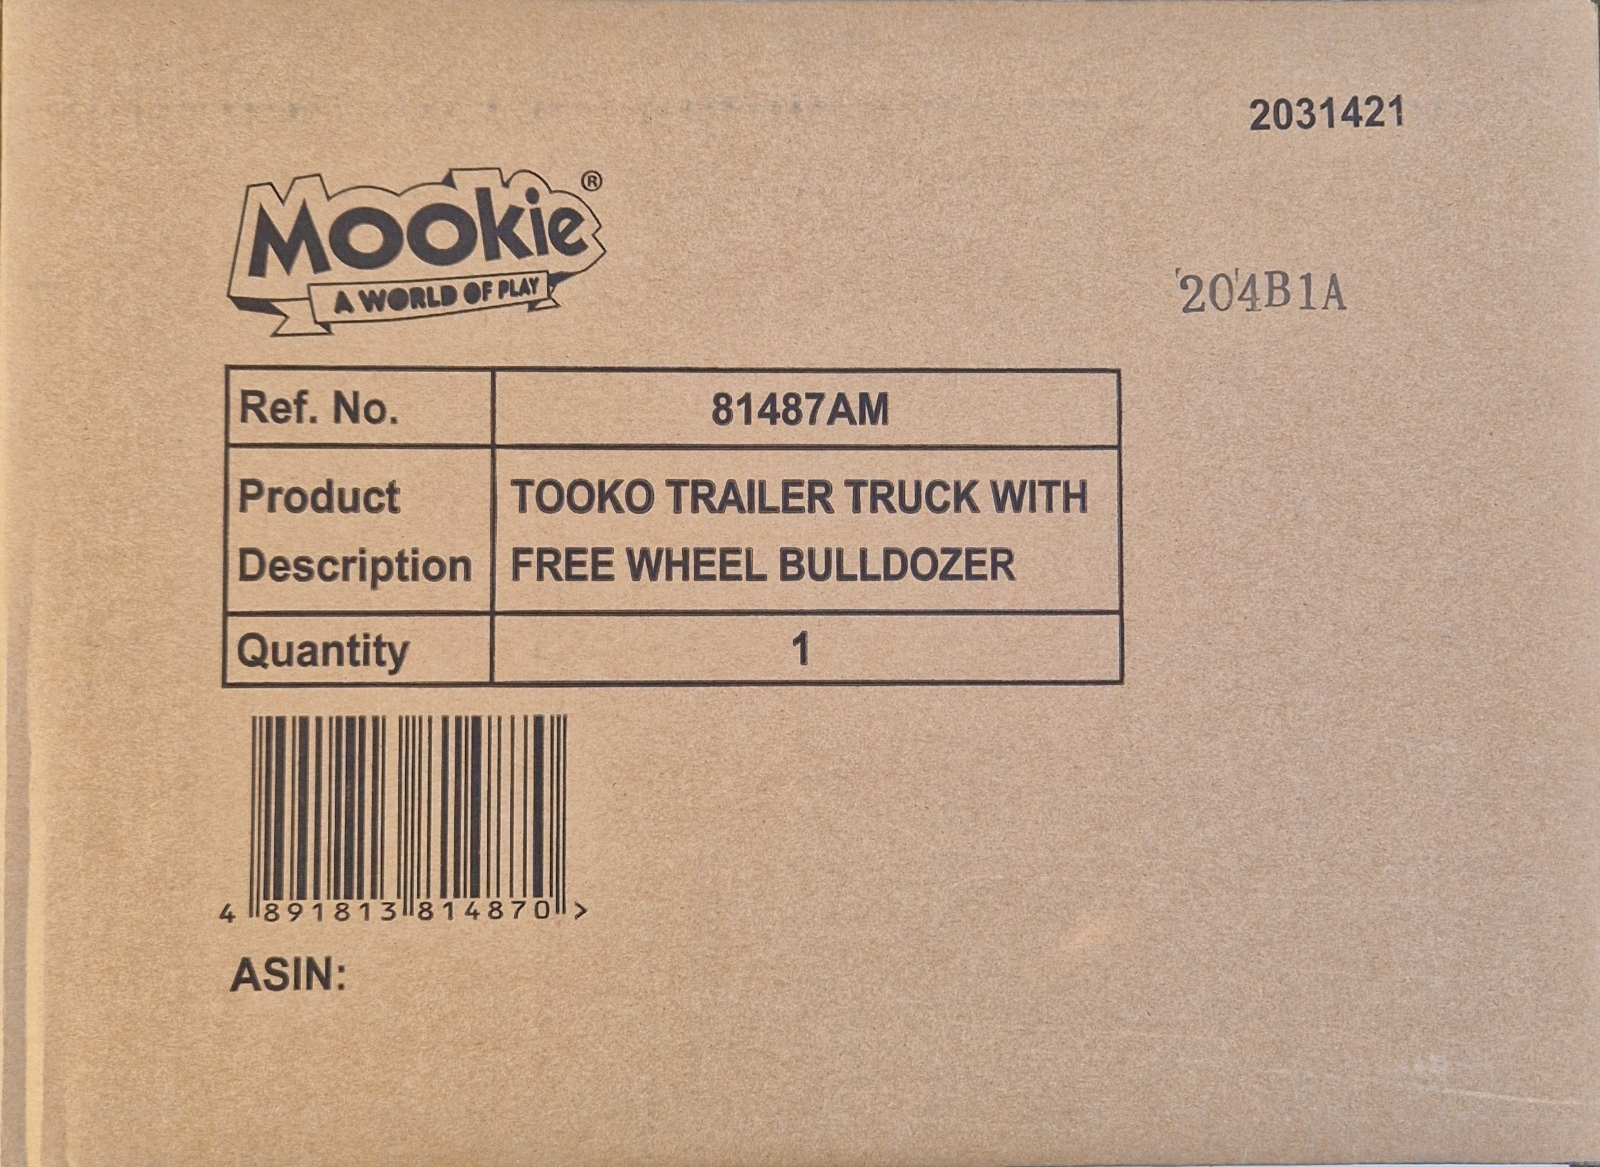 2031421
Mookie®
A WORLD OF PLAY
204B1A
Ref. No. 81487AM
Product TOOKO TRAILER TRUCK WITH
Description FREE WHEEL BULLDOZER
Quantity 1
4 891813 814870 >
ASIN: